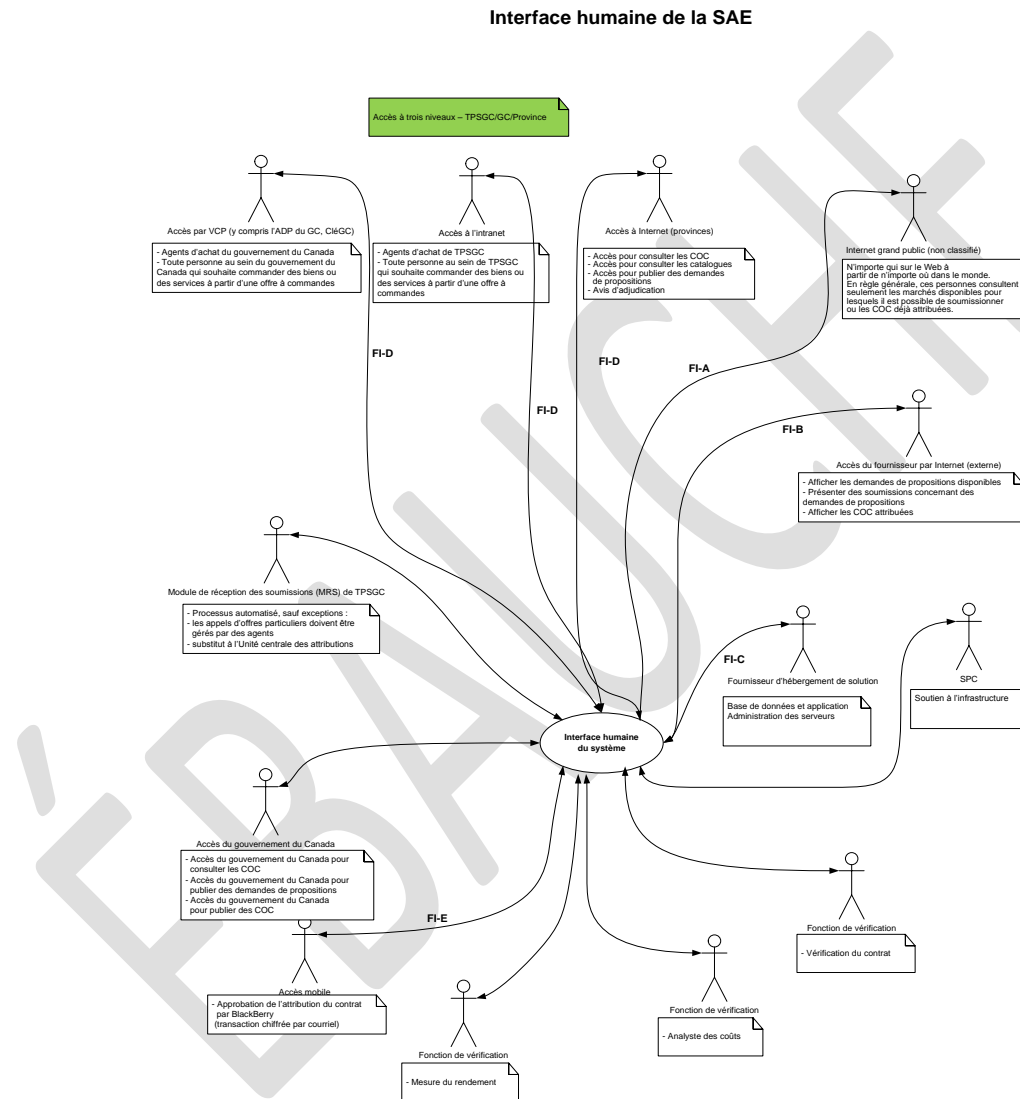 Interface humaine de la SAE
Accès à trois niveaux – TPSGC/GC/Province
Accès par VCP (y compris l'ADP du GC, CléGC)
- Agents d'achat du gouvernement du Canada
- Toute personne au sein du gouvernement du
Canada qui souhaite commander des biens ou
des services à partir d'une offre à commandes
Accès à l'intranet
- Agents d'achat de TPSGC
- Toute personne au sein de TPSGC
qui souhaite commander des biens ou
des services à partir d'une offre à
commandes
Accès à Internet (provinces)
- Accès pour consulter les COC
- Accès pour consulter les catalogues
- Accès pour publier des demandes
de propositions
- Avis d'adjudication
Internet grand public (non classifié)
N'importe qui sur le Web à
partir de n'importe où dans le monde.
En règle générale, ces personnes consultent
seulement les marchés disponibles pour
lesquels il est possible de soumissionner
ou les COC déjà attribuées.
FI-D
FI-D
FI-D
FI-A
FI-B
Accès du fournisseur par Internet (externe)
- Afficher les demandes de propositions disponibles
- Présenter des soumissions concernant des
demandes de propositions
- Afficher les COC attribuées
Module de réception des soumissions (MRS) de TPSGC
- Processus automatisé, sauf exceptions :
- les appels d'offres particuliers doivent être
gérés par des agents
- substitut à l'Unité centrale des attributions
FI-C
Fournisseur d'hébergement de solution
Base de données et application
Administration des serveurs
SPC
Soutien à l'infrastructure
Interface humaine
du système
Accès du gouvernement du Canada
- Accès du gouvernement du Canada pour
consulter les COC
- Accès du gouvernement du Canada pour
publier des demandes de propositions
- Accès du gouvernement du Canada
pour publier des COC
FI-E
Accès mobile
- Approbation de l'attribution du contrat
par BlackBerry
(transaction chiffrée par courriel)
Fonction de vérification
- Mesure du rendement
Fonction de vérification
- Analyste des coûts
Fonction de vérification
- Vérification du contrat
ÉBAUCHE